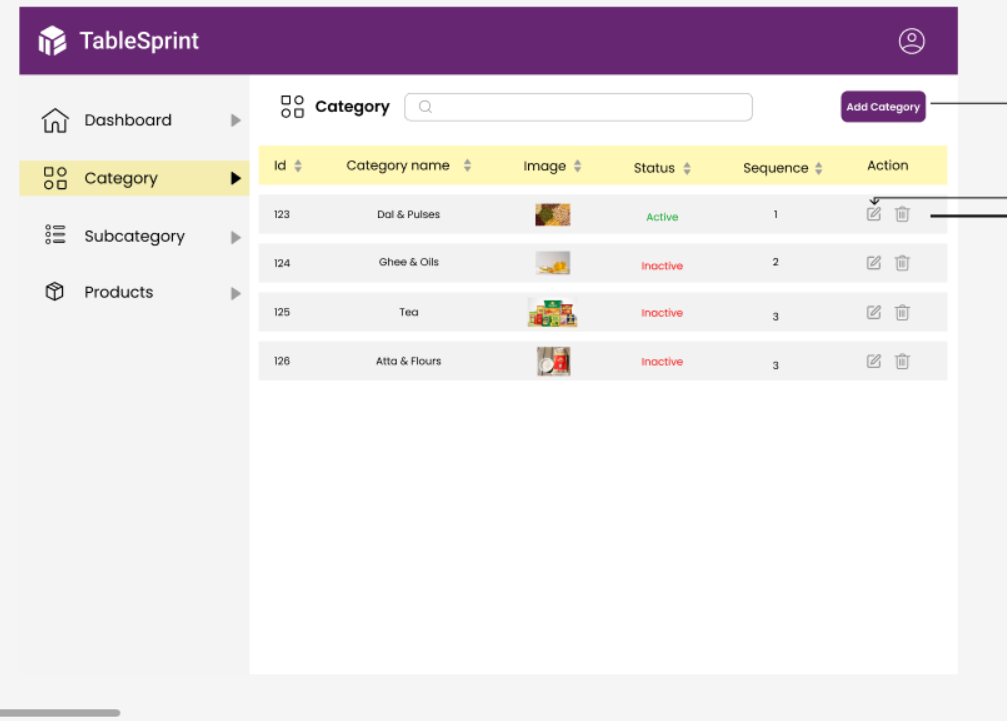 TableSprint
Dashboard
Category
Subcategory
Products
Category
Add Category
Id Category name Image Status Sequence Action
123 Dal & Pulses Active 1
124 Ghee & Oils Inactive 2
125 Tea Inactive 3
126 Atta & Flours Inactive 3